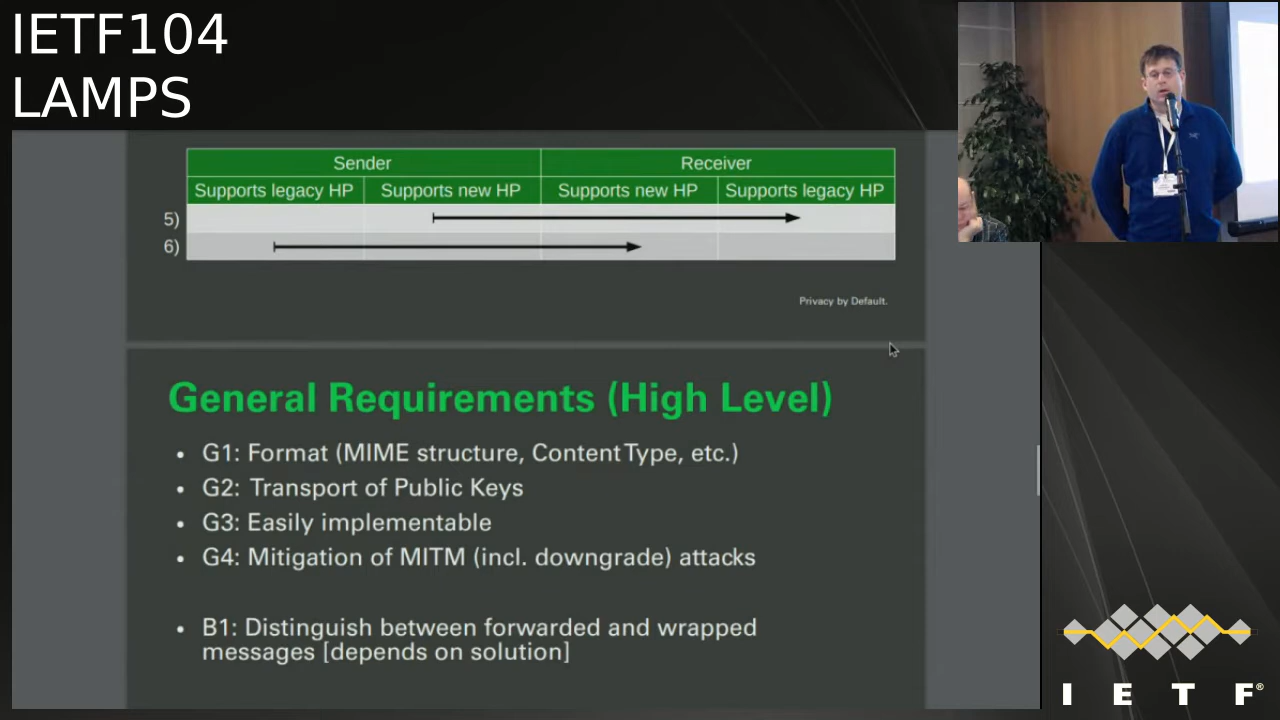 IETF104
LAMPS
Sender Receiver
Supports legacy HP Supports new HP Supports new HP Supports legacy HP
5)
6)
Privacy by Default.
General Requirements (High Level)
• G1: Format (MIME structure, Content Type, etc.)
• G2: Transport of Public Keys
• G3: Easily implementable
• G4: Mitigation of MITM (incl. downgrade) attacks
• B1: Distinguish between forwarded and wrapped
messages [depends on solution]
I E T F®